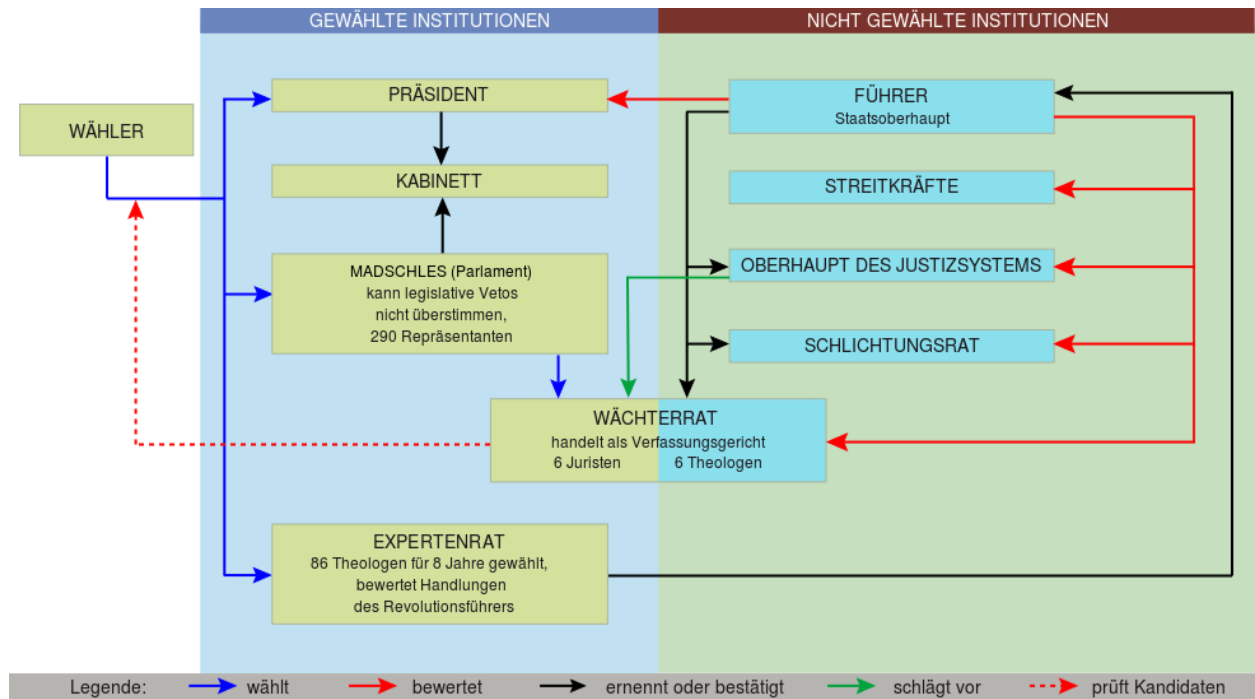 GEWÄHLTE INSTITUTIONEN
NICHT GEWÄHLTE INSTITUTIONEN
WÄHLER
PRÄSIDENT
KABINETT
MADSCHLES (Parlament)
kann legislative Vetos
nicht überstimmen,
290 Repräsentanten
FÜHRER
Staatsoberhaupt
STREITKRÄFTE
OBERHAUPT DES JUSTIZSYSTEMS
SCHLICHTUNGSRAT
WÄCHTERRAT
handelt als Verfassungsgericht
6 Juristen 6 Theologen
EXPERTENRAT
86 Theologen für 8 Jahre gewählt,
bewertet Handlungen
des Revolutionsführers
Legende: wählt bewertet ernennt oder bestätigt schlägt vor prüft Kandidaten